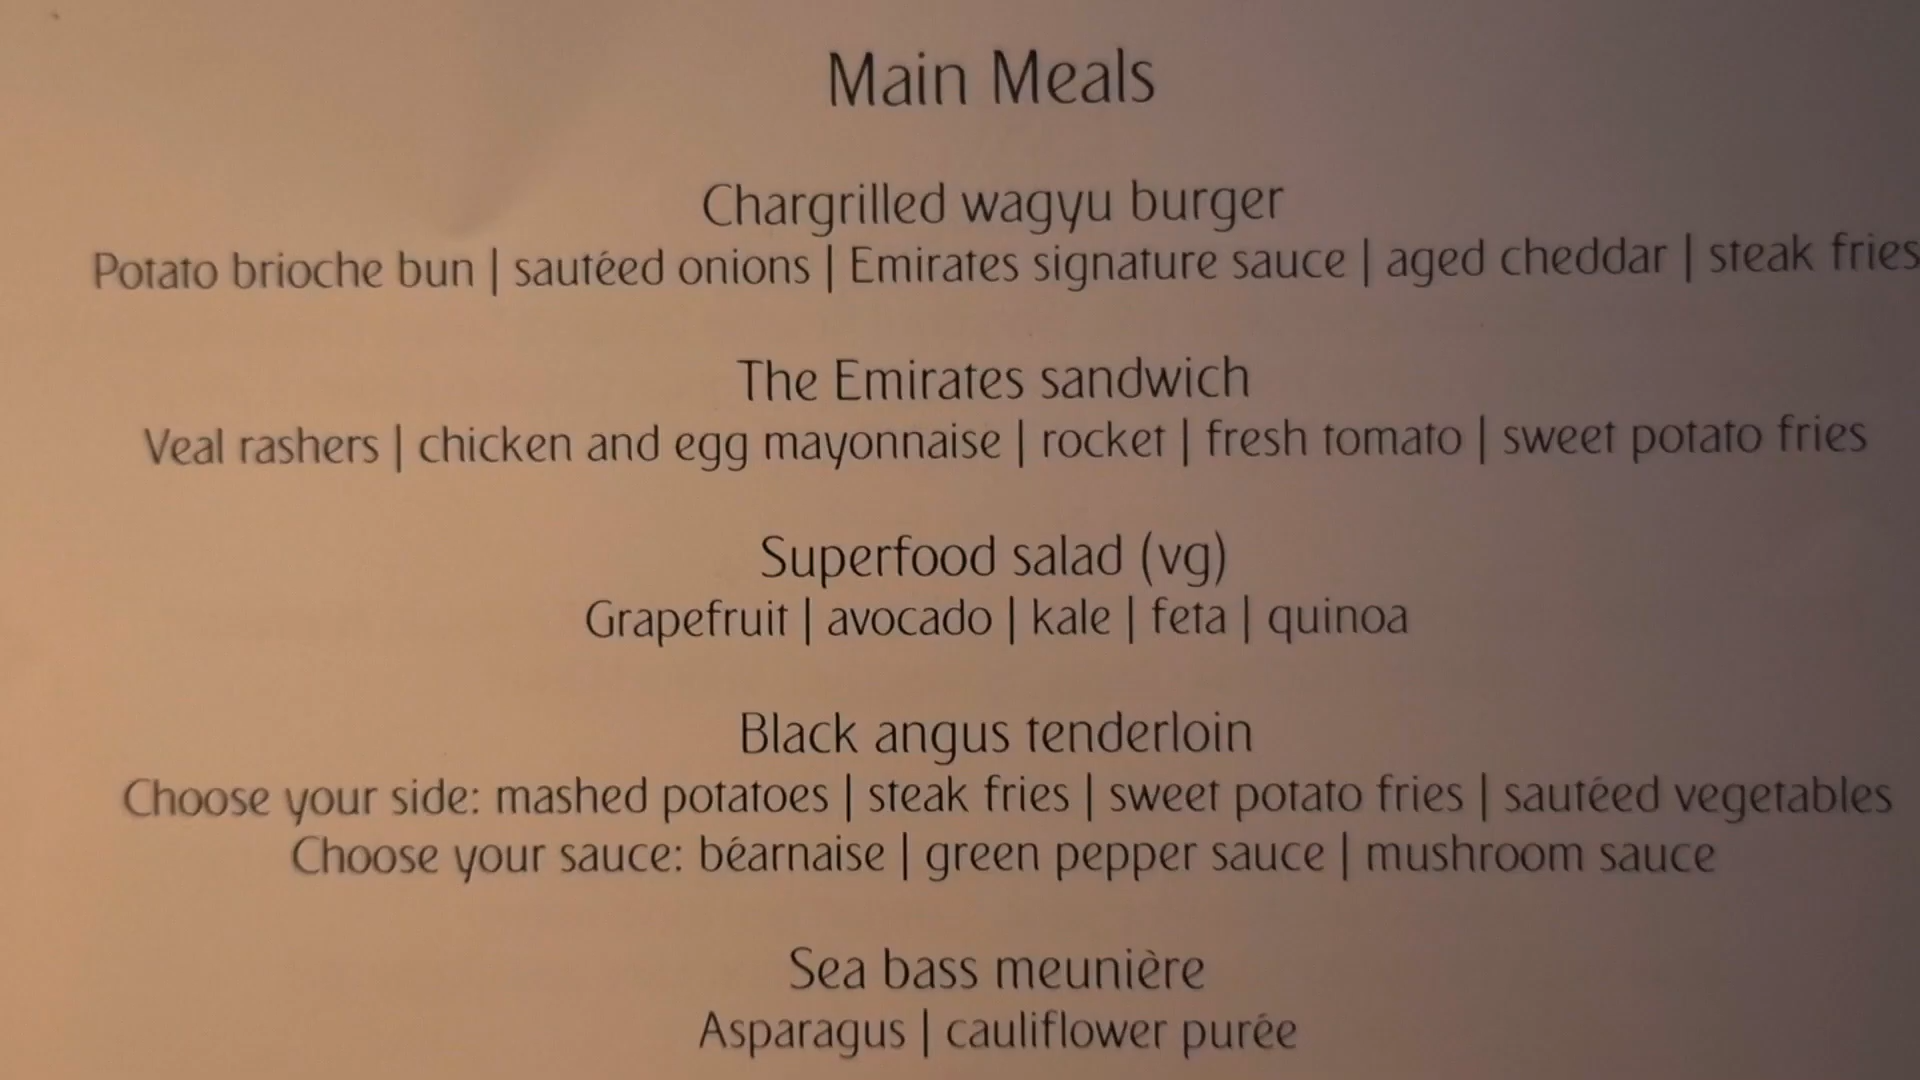 Main Meals
Chargrilled wagyu burger
Potato brioche bun | sautéed onions | Emirates signature sauce | aged cheddar | steak fries
The Emirates sandwich
Veal rashers | chicken and egg mayonnaise | rocket | fresh tomato | sweet potato fries
Superfood salad (vg)
Grapefruit | avocado | kale | feta | quinoa
Black angus tenderloin
Choose your side: mashed potatoes | steak fries | sweet potato fries | sautéed vegetables
Choose your sauce: béarnaise | green pepper sauce | mushroom sauce
Sea bass meunière
Asparagus | cauliflower purée